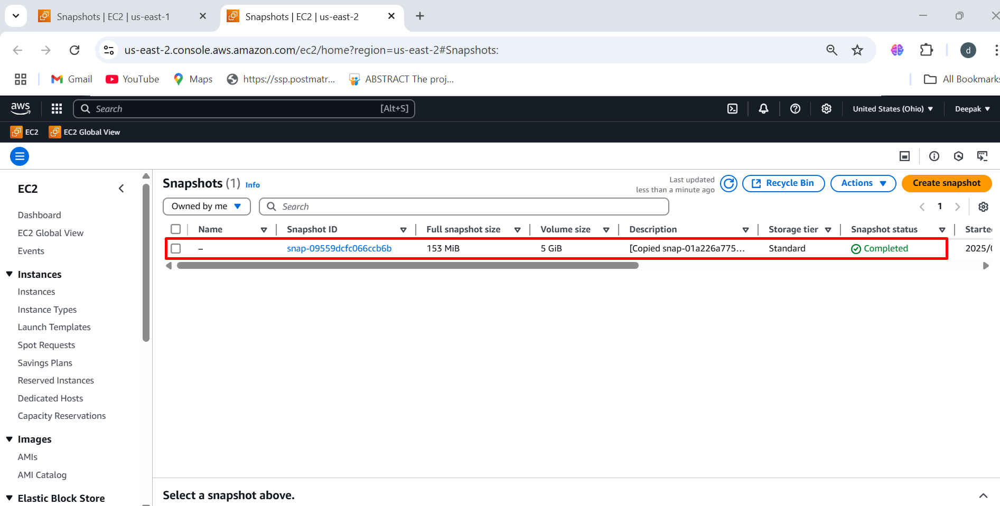 Snapshots | EC2 | us-east-1
Snapshots | EC2 | us-east-2
us-east-2.console.aws.amazon.com/ec2/home?region=us-east-2#Snapshots:
d
Gmail
YouTube
Maps
https://ssp.postmatr...
ABSTRACT The proj...
All Bookmarks
aws
Search
[Alt+S]
United States (Ohio)
Deepak
EC2
EC2 Global View
EC2
Dashboard
EC2 Global View
Events
Instances
Instances
Instance Types
Launch Templates
Spot Requests
Savings Plans
Reserved Instances
Dedicated Hosts
Capacity Reservations
Images
AMIs
AMI Catalog
Elastic Block Store
Snapshots (1) Info
Last updated
less than a minute ago
Recycle Bin
Actions
Create snapshot
Owned by me
Search
1
Name Snapshot ID Full snapshot size Volume size Description Storage tier Snapshot status Starte
– snap-09559dcfc066ccb6b 153 MiB 5 GiB [Copied snap-01a226a775... Standard Completed 2025/0
Select a snapshot above.